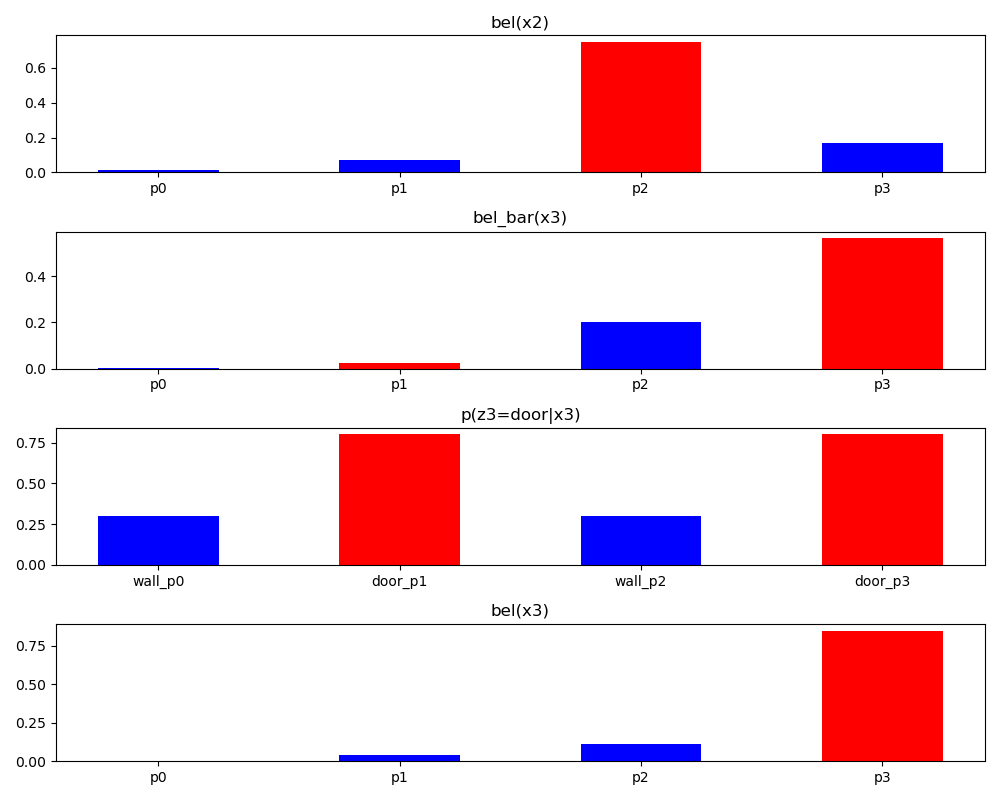 bel(x2)
0.6
0.4
0.2
0.0
p0 p1 p2 p3
bel_bar(x3)
0.4
0.2
0.0
p0 p1 p2 p3
p(z3=door|x3)
0.75
0.50
0.25
0.00
wall_p0 door_p1 wall_p2 door_p3
bel(x3)
0.75
0.50
0.25
0.00
p0 p1 p2 p3